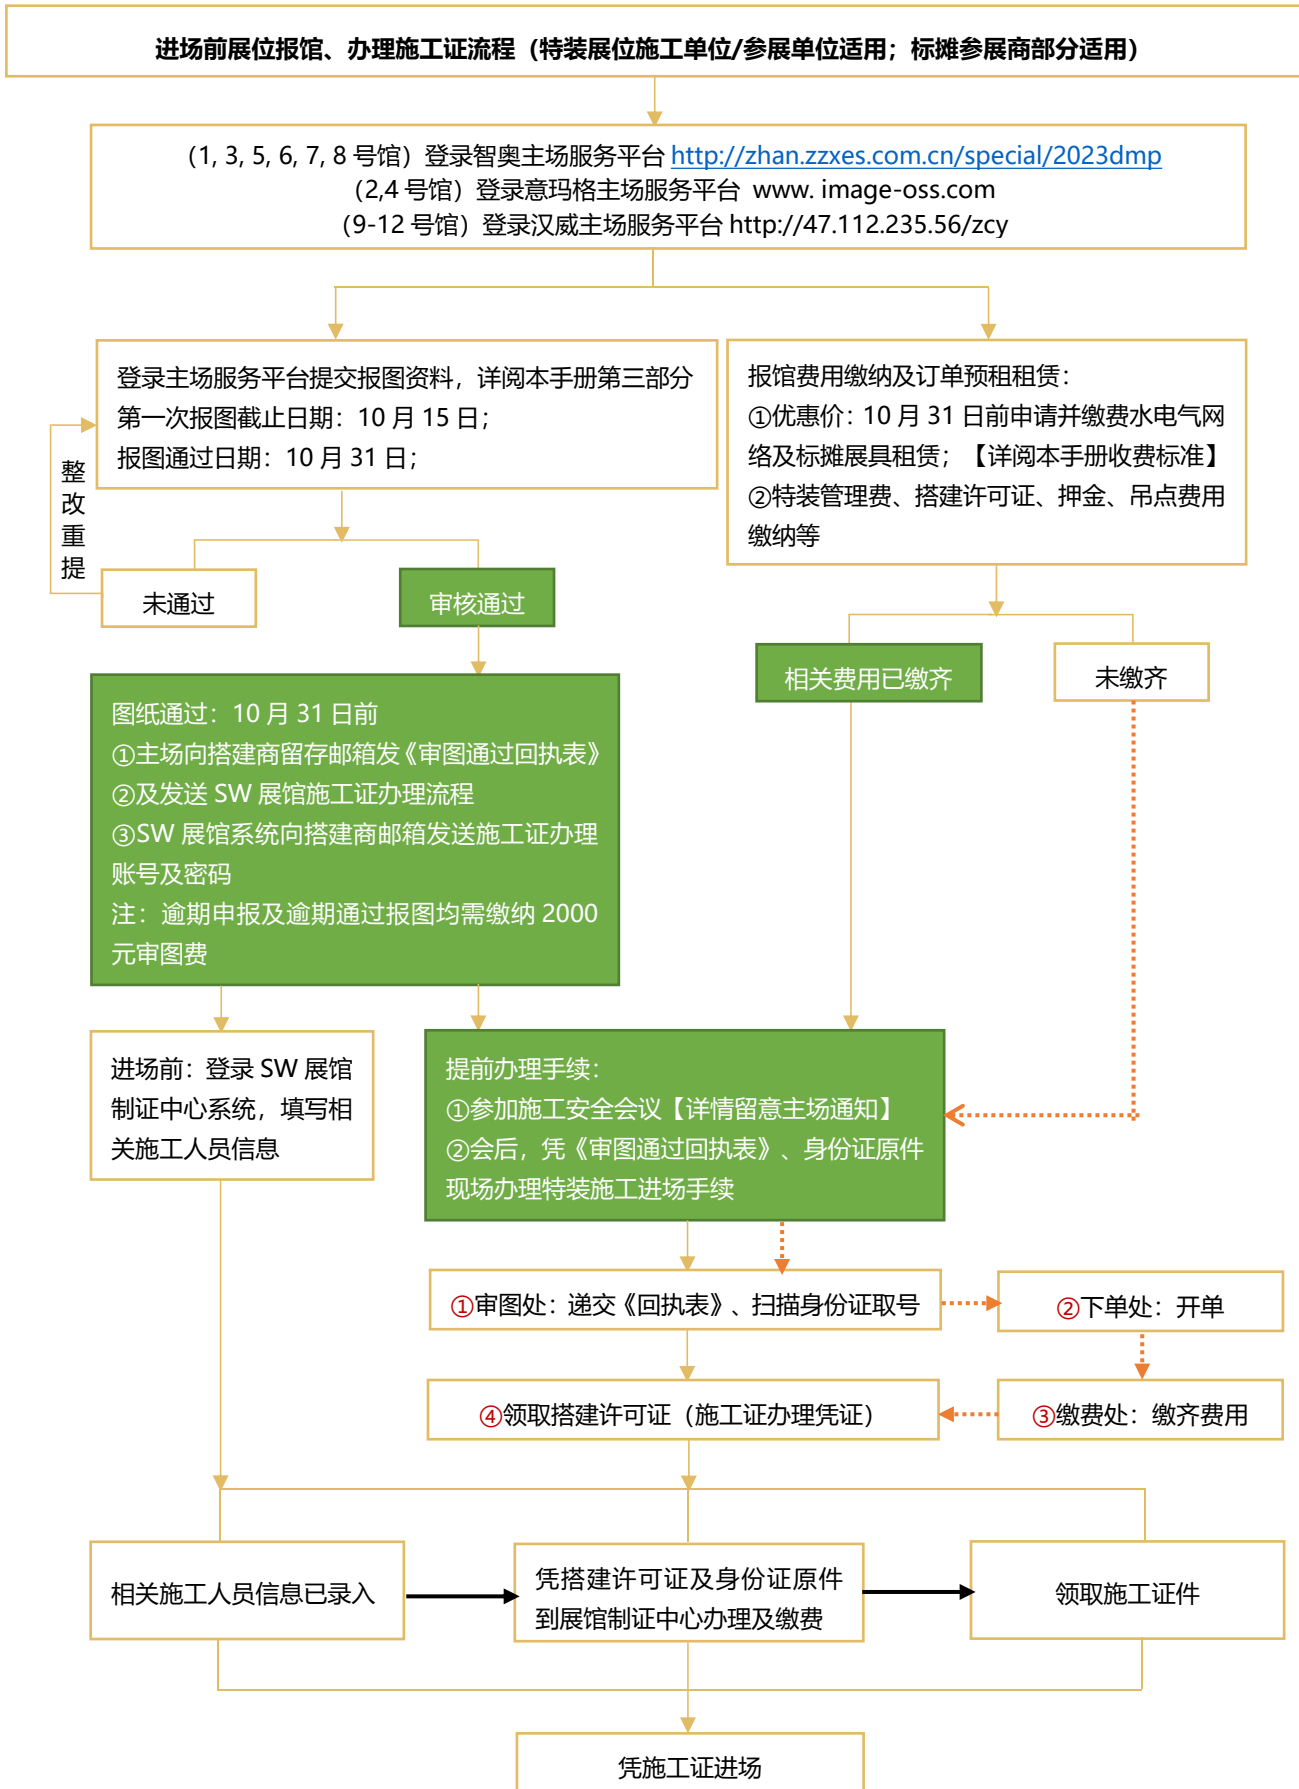 进场前展位报馆、办理施工证流程（特装展位施工单位/参展单位适用；标摊参展商部分适用）
（1, 3, 5, 6, 7, 8 号馆）登录智奥主场服务平台 http://zhan.zzxes.com.cn/special/2023dmp
（2,4 号馆）登录意玛格主场服务平台 www. image-oss.com
（9-12 号馆）登录汉威主场服务平台 http://47.112.235.56/zcy
登录主场服务平台提交报图资料，详阅本手册第三部分
第一次报图截止日期：10 月 15 日；
报图通过日期：10 月 31 日；
报馆费用缴纳及订单预租租赁：
①优惠价：10 月 31 日前申请并缴费水电气网
络及标摊展具租赁；【详阅本手册收费标准】
②特装管理费、搭建许可证、押金、吊点费用
缴纳等
整
改
重
提
未通过
审核通过
相关费用已缴齐
未缴齐
图纸通过：10 月 31 日前
①主场向搭建商留存邮箱发《审图通过回执表》
②及发送 SW 展馆施工证办理流程
③SW 展馆系统向搭建商邮箱发送施工证办理
账号及密码
注：逾期申报及逾期通过报图均需缴纳 2000
元审图费
进场前：登录 SW 展馆
制证中心系统，填写相
关施工人员信息
提前办理手续：
①参加施工安全会议【详情留意主场通知】
②会后，凭《审图通过回执表》、身份证原件
现场办理特装施工进场手续
①审图处：递交《回执表》、扫描身份证取号
②下单处：开单
④领取搭建许可证（施工证办理凭证）
③缴费处：缴齐费用
相关施工人员信息已录入
凭搭建许可证及身份证原件
到展馆制证中心办理及缴费
领取施工证件
凭施工证进场